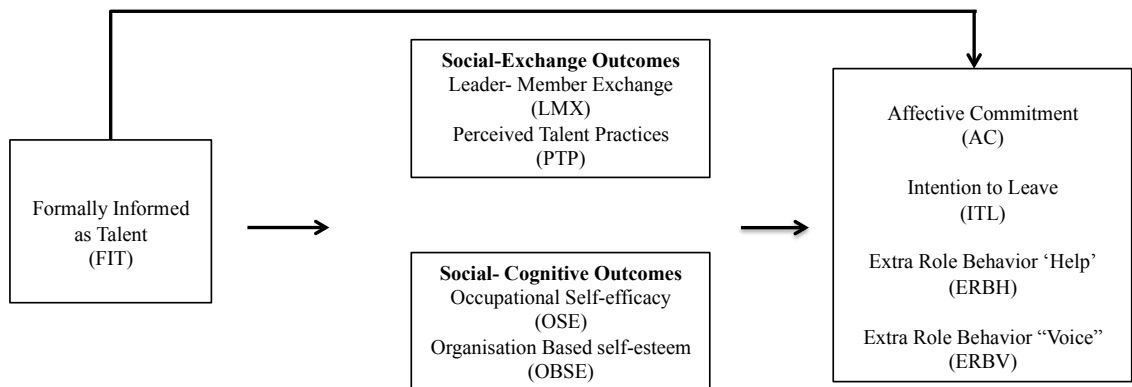 Formally Informed
as Talent
(FIT)
Social-Exchange Outcomes
Leader- Member Exchange
(LMX)
Perceived Talent Practices
(PTP)
Social- Cognitive Outcomes
Occupational Self-efficacy
(OSE)
Organisation Based self-esteem
(OBSE)
Affective Commitment
(AC)
Intention to Leave
(ITL)
Extra Role Behavior ‘Help’
(ERBH)
Extra Role Behavior “Voice”
(ERBV)